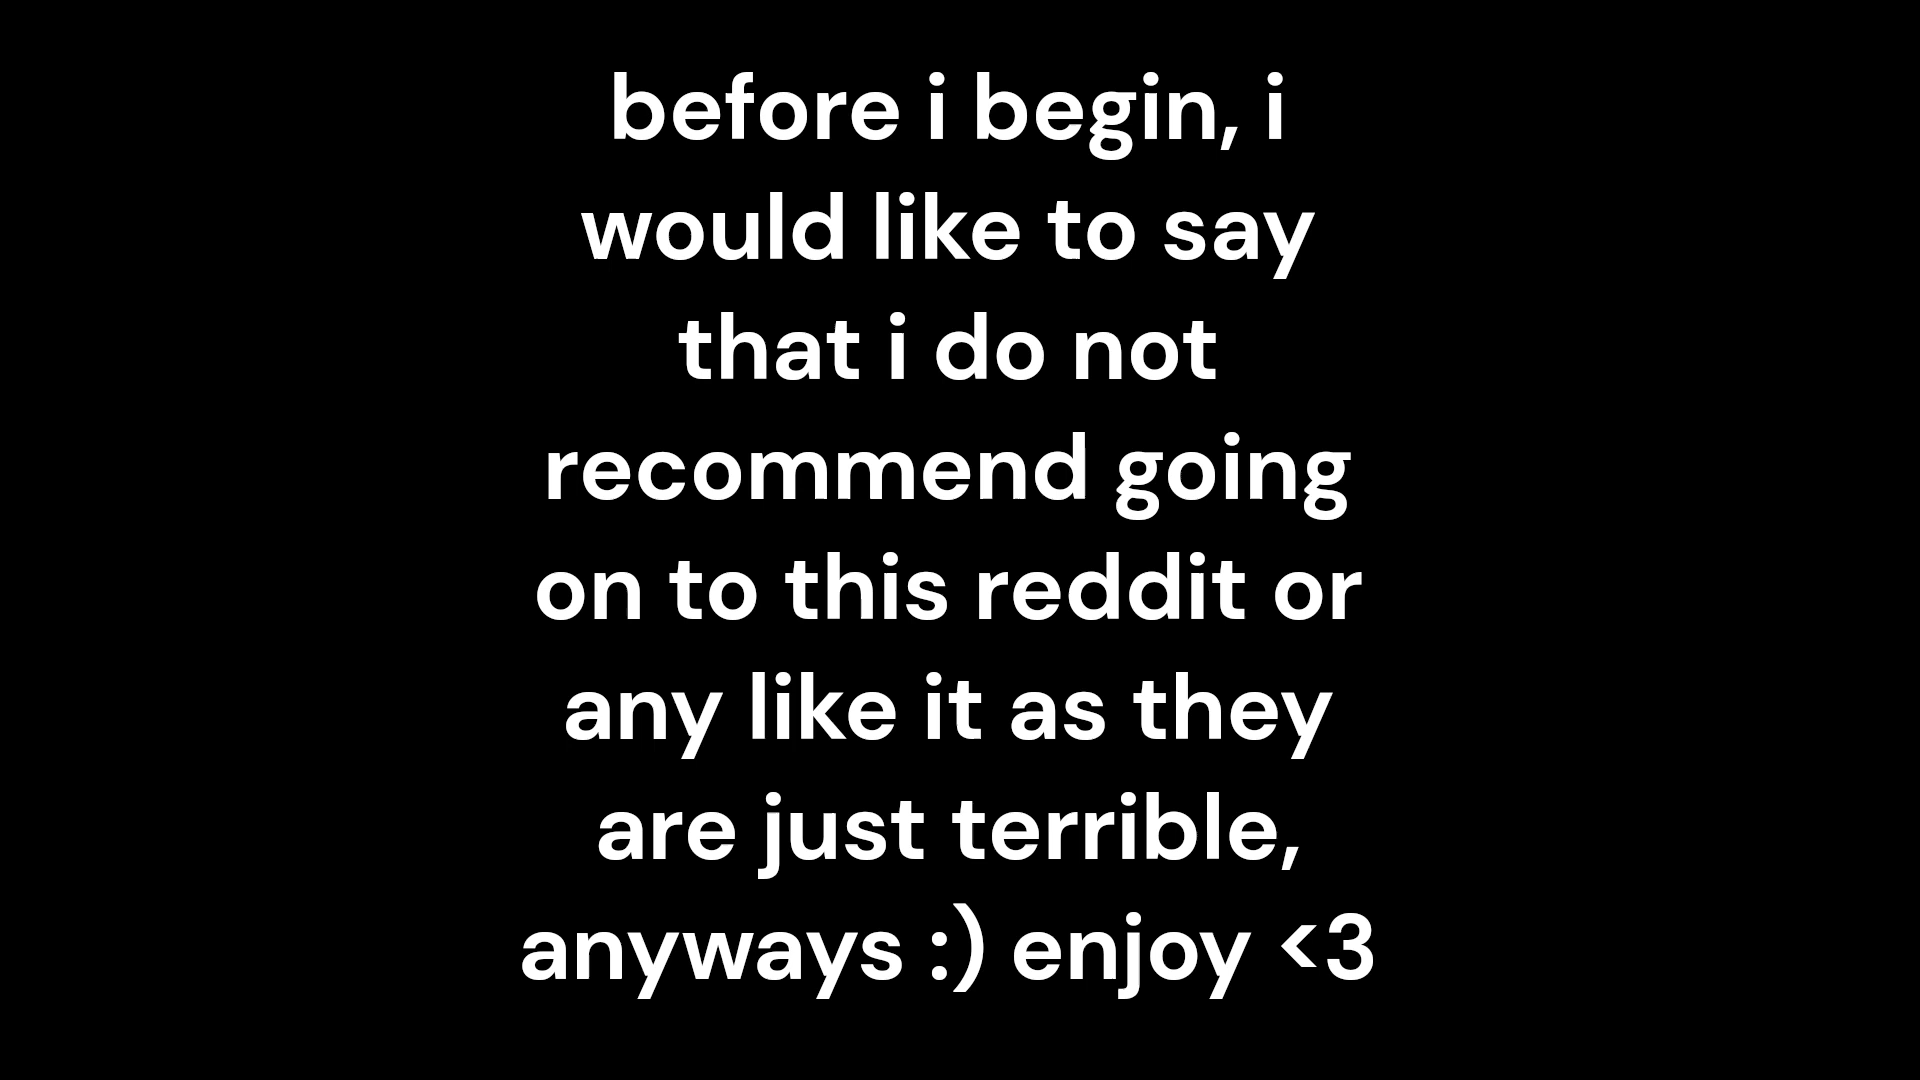 before i begin, i
would like to say
that i do not
recommend going
on to this reddit or
any like it as they
are just terrible,
anyways :) enjoy <3